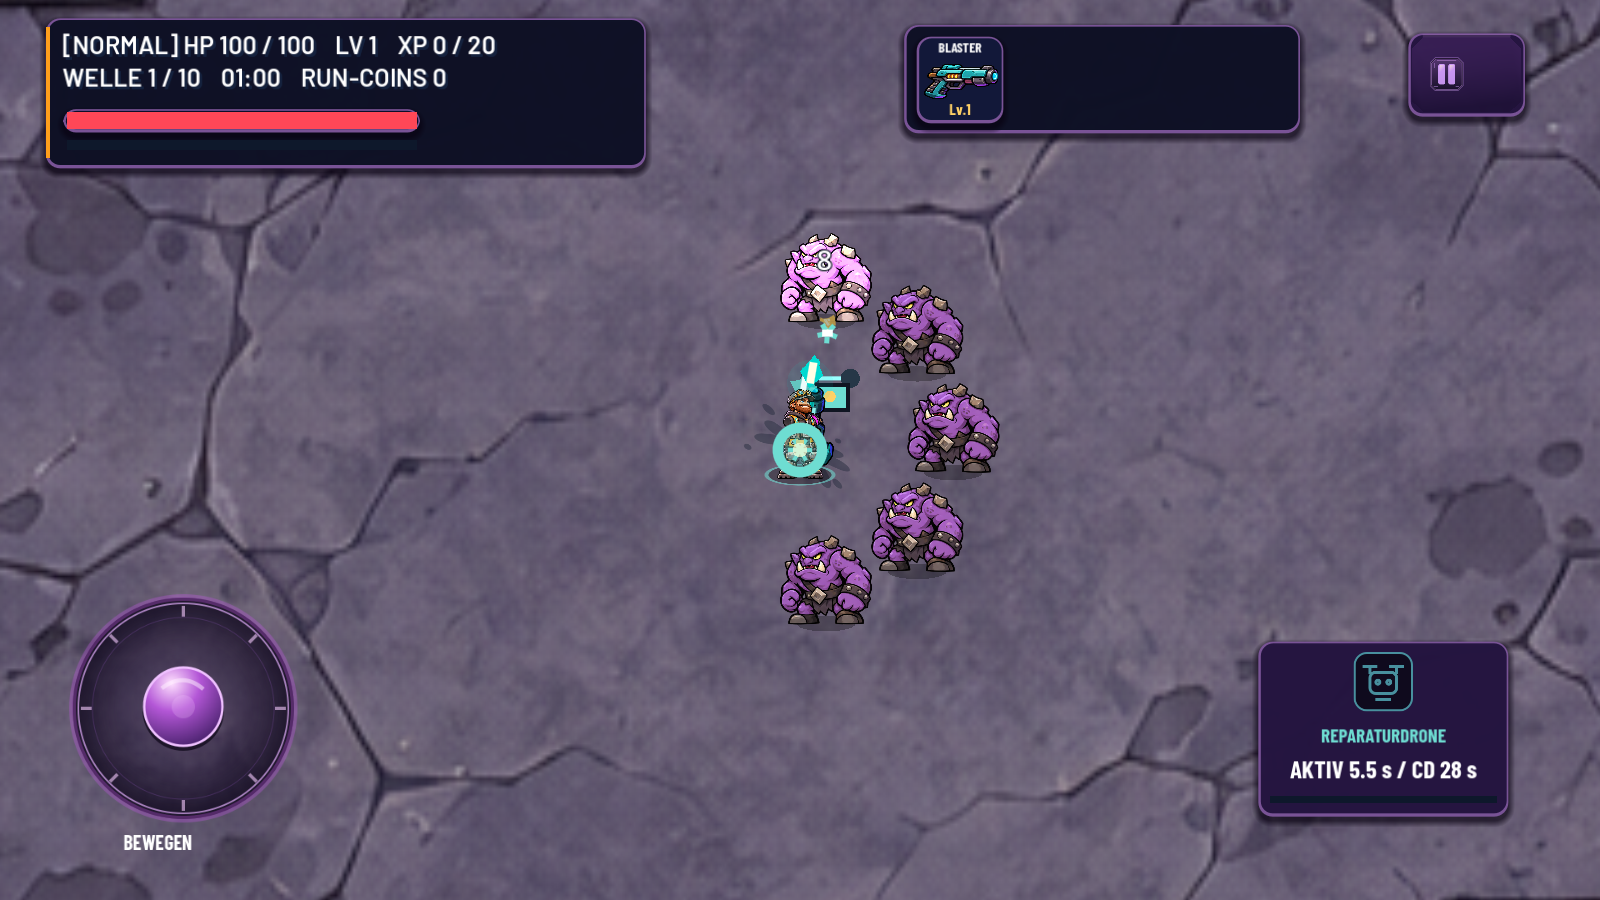 [NORMAL] HP 100 / 100 LV 1 XP 0 / 20
WELLE 1 / 10 01:00 RUN-COINS 0
BLASTER
Lv.1
8
REPARATURDRONE
AKTIV 5.5 s / CD 28 s
BEWEGEN